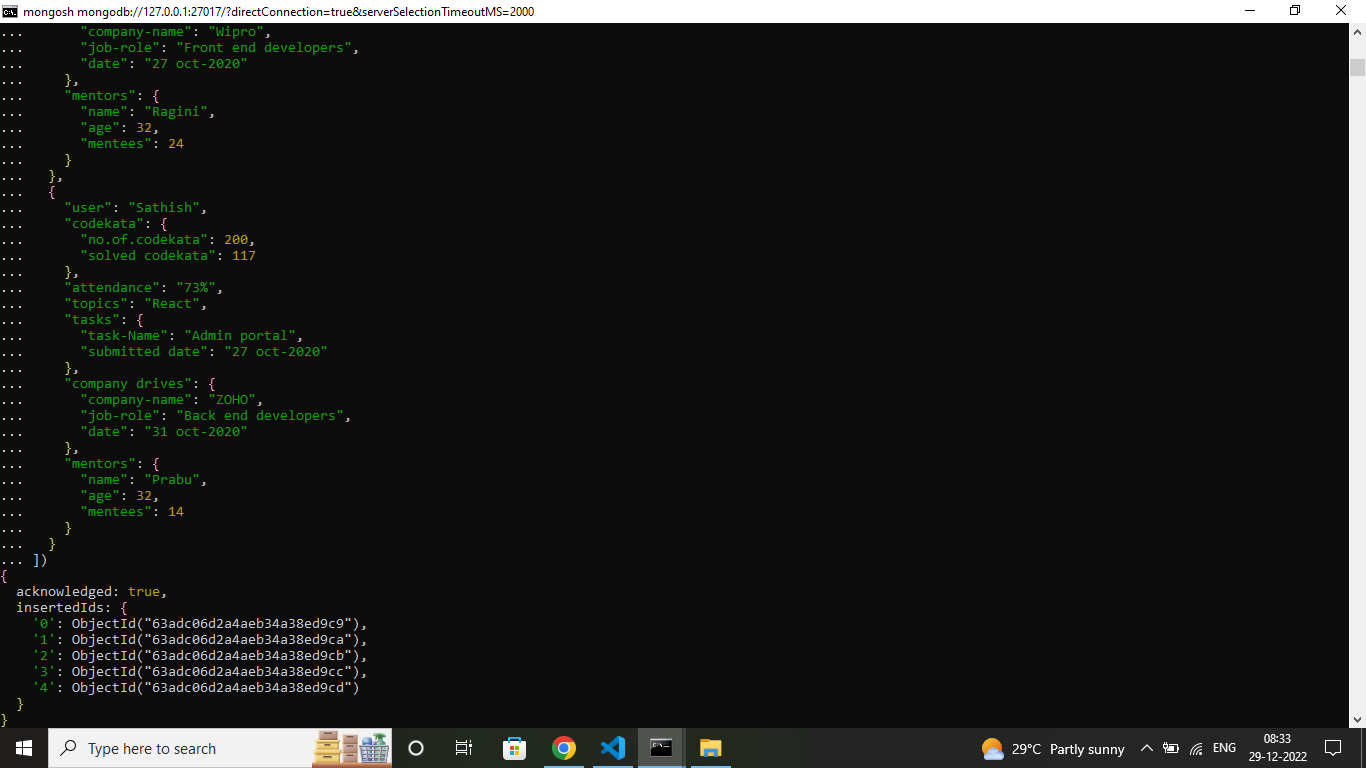 mongosh mongodb://127.0.0.1:27017/?directConnection=true&serverSelectionTimeoutMS=2000
...       "company-name": "Wipro",
...       "job-role": "Front end developers",
...       "date": "27 oct-2020"
...     },
...     "mentors": {
...       "name": "Ragini",
...       "age": 32,
...       "mentees": 24
...     }
...   },
...   {
...     "user": "Sathish",
...     "codekata": {
...       "no.of.codekata": 200,
...       "solved codekata": 117
...     },
...     "attendance": "73%",
...     "topics": "React",
...     "tasks": {
...       "task-Name": "Admin portal",
...       "submitted date": "27 oct-2020"
...     },
...     "company drives": {
...       "company-name": "ZOHO",
...       "job-role": "Back end developers",
...       "date": "31 oct-2020"
...     },
...     "mentors": {
...       "name": "Prabu",
...       "age": 32,
...       "mentees": 14
...     }
...   }
... ])
{
  acknowledged: true,
  insertedIds: {
    '0': ObjectId("63adc06d2a4aeb34a38ed9c9"),
    '1': ObjectId("63adc06d2a4aeb34a38ed9ca"),
    '2': ObjectId("63adc06d2a4aeb34a38ed9cb"),
    '3': ObjectId("63adc06d2a4aeb34a38ed9cc"),
    '4': ObjectId("63adc06d2a4aeb34a38ed9cd")
  }
}
Type here to search
29°C Partly sunny
ENG
08:33
29-12-2022